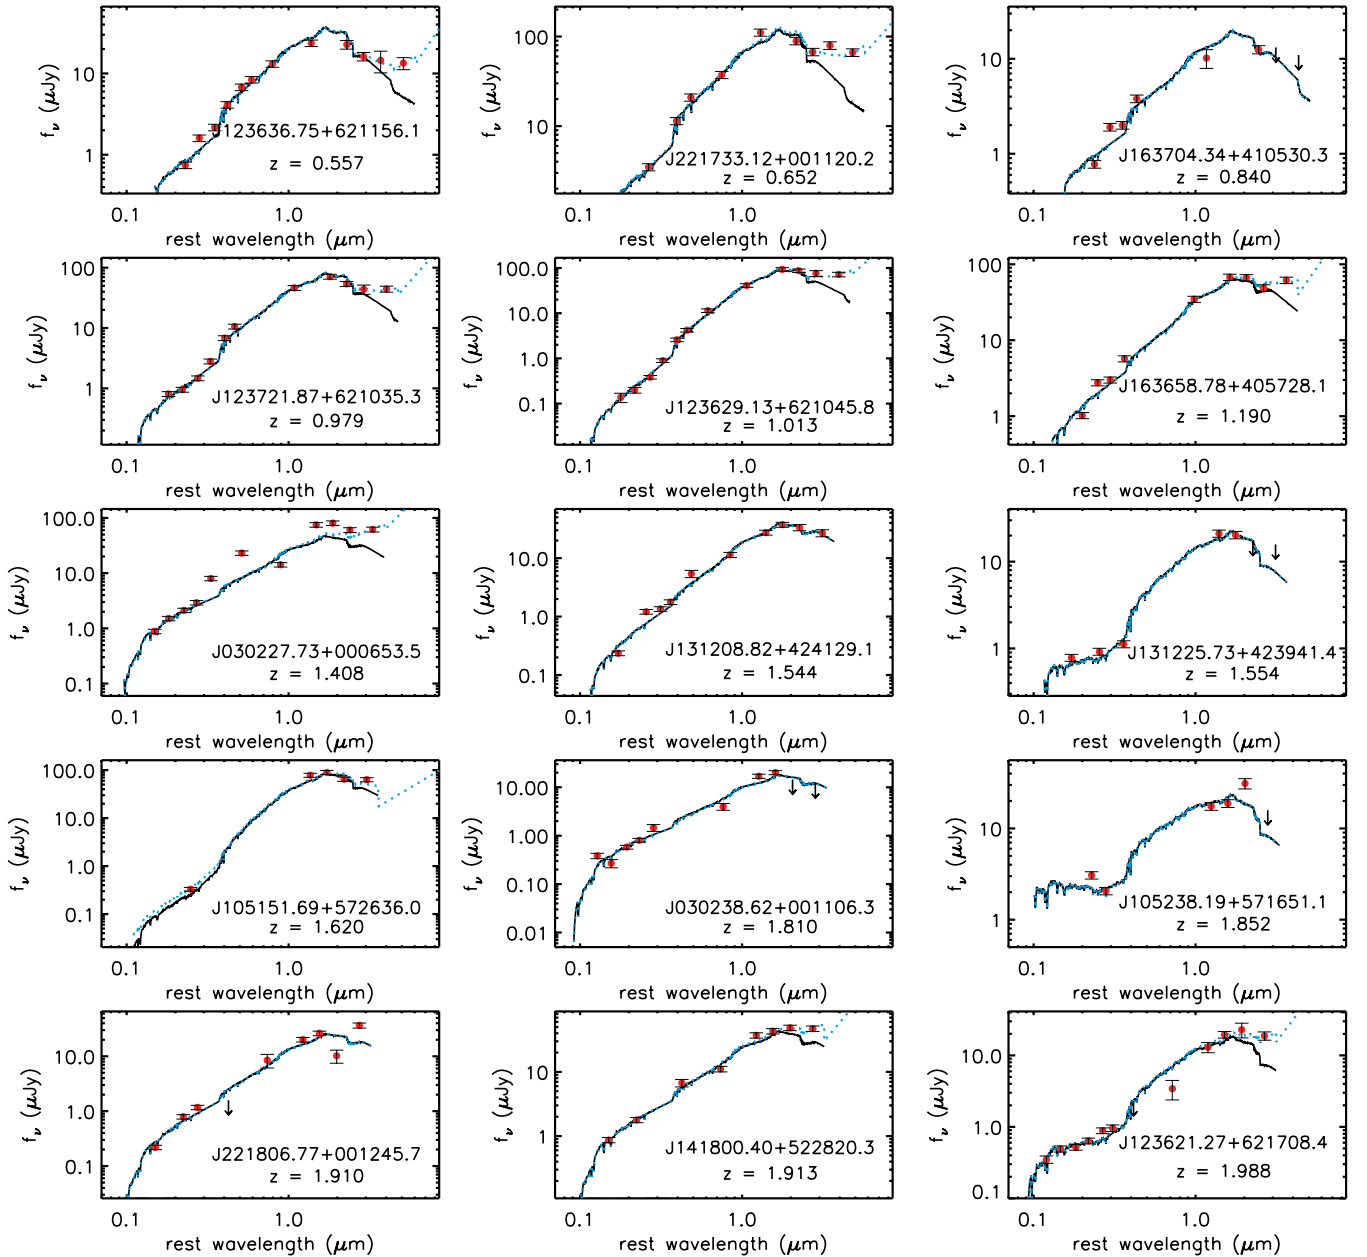 10
1
f_ν (μJy)
J123636.75+621156.1
z = 0.557
0.1 1.0
rest wavelength (μm)
100
10
f_ν (μJy)
J221733.12+001120.2
z = 0.652
0.1 1.0
rest wavelength (μm)
10
1
f_ν (μJy)
J163704.34+410530.3
z = 0.840
0.1 1.0
rest wavelength (μm)
100
10
1
f_ν (μJy)
J123721.87+621035.3
z = 0.979
0.1 1.0
rest wavelength (μm)
100.0
10.0
1.0
0.1
f_ν (μJy)
J123629.13+621045.8
z = 1.013
0.1 1.0
rest wavelength (μm)
100
10
1
f_ν (μJy)
J163658.78+405728.1
z = 1.190
0.1 1.0
rest wavelength (μm)
100.0
10.0
1.0
0.1
f_ν (μJy)
J030227.73+000653.5
z = 1.408
0.1 1.0
rest wavelength (μm)
10.0
1.0
0.1
f_ν (μJy)
J131208.82+424129.1
z = 1.544
0.1 1.0
rest wavelength (μm)
10
1
f_ν (μJy)
J131225.73+423941.4
z = 1.554
0.1 1.0
rest wavelength (μm)
100.0
10.0
1.0
0.1
f_ν (μJy)
J105151.69+572636.0
z = 1.620
0.1 1.0
rest wavelength (μm)
10.00
1.00
0.10
0.01
f_ν (μJy)
J030238.62+001106.3
z = 1.810
0.1 1.0
rest wavelength (μm)
10
1
f_ν (μJy)
J105238.19+571651.1
z = 1.852
0.1 1.0
rest wavelength (μm)
10.0
1.0
0.1
f_ν (μJy)
J221806.77+001245.7
z = 1.910
0.1 1.0
rest wavelength (μm)
10
1
f_ν (μJy)
J141800.40+522820.3
z = 1.913
0.1 1.0
rest wavelength (μm)
10.0
1.0
0.1
f_ν (μJy)
J123621.27+621708.4
z = 1.988
0.1 1.0
rest wavelength (μm)